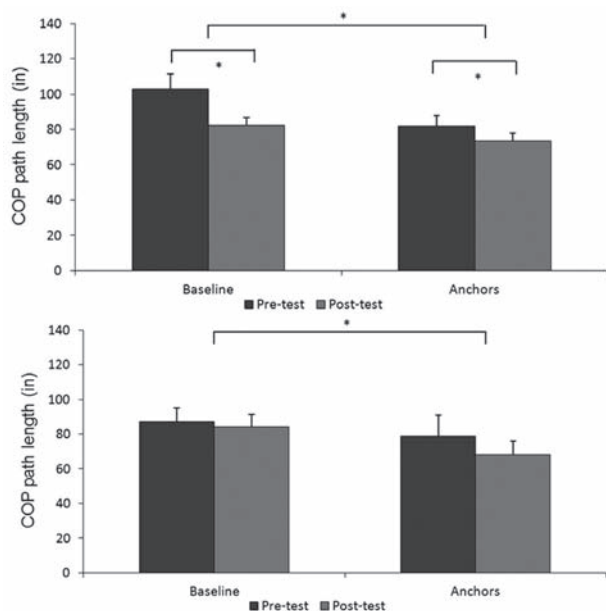 *
140
120
*
*
100
80
60
40
20
0
COP path length (in)
Baseline
Anchors
Pre-test Post-test
*
140
120
100
80
60
40
20
0
COP path length (in)
Baseline
Anchors
Pre-test Post-test